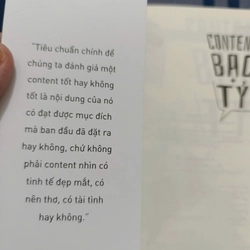 "Tiêu chuẩn chính để
chúng ta đánh giá một
content tốt hay không
tốt là nội dung của nó
có đạt được mục đích
mà ban đầu đã đặt ra
hay không, chứ không
phải content nhìn có
tinh tế đẹp mắt, có
nên thơ, có tài tình
hay không."
CONTEN
BẠC
TỶ